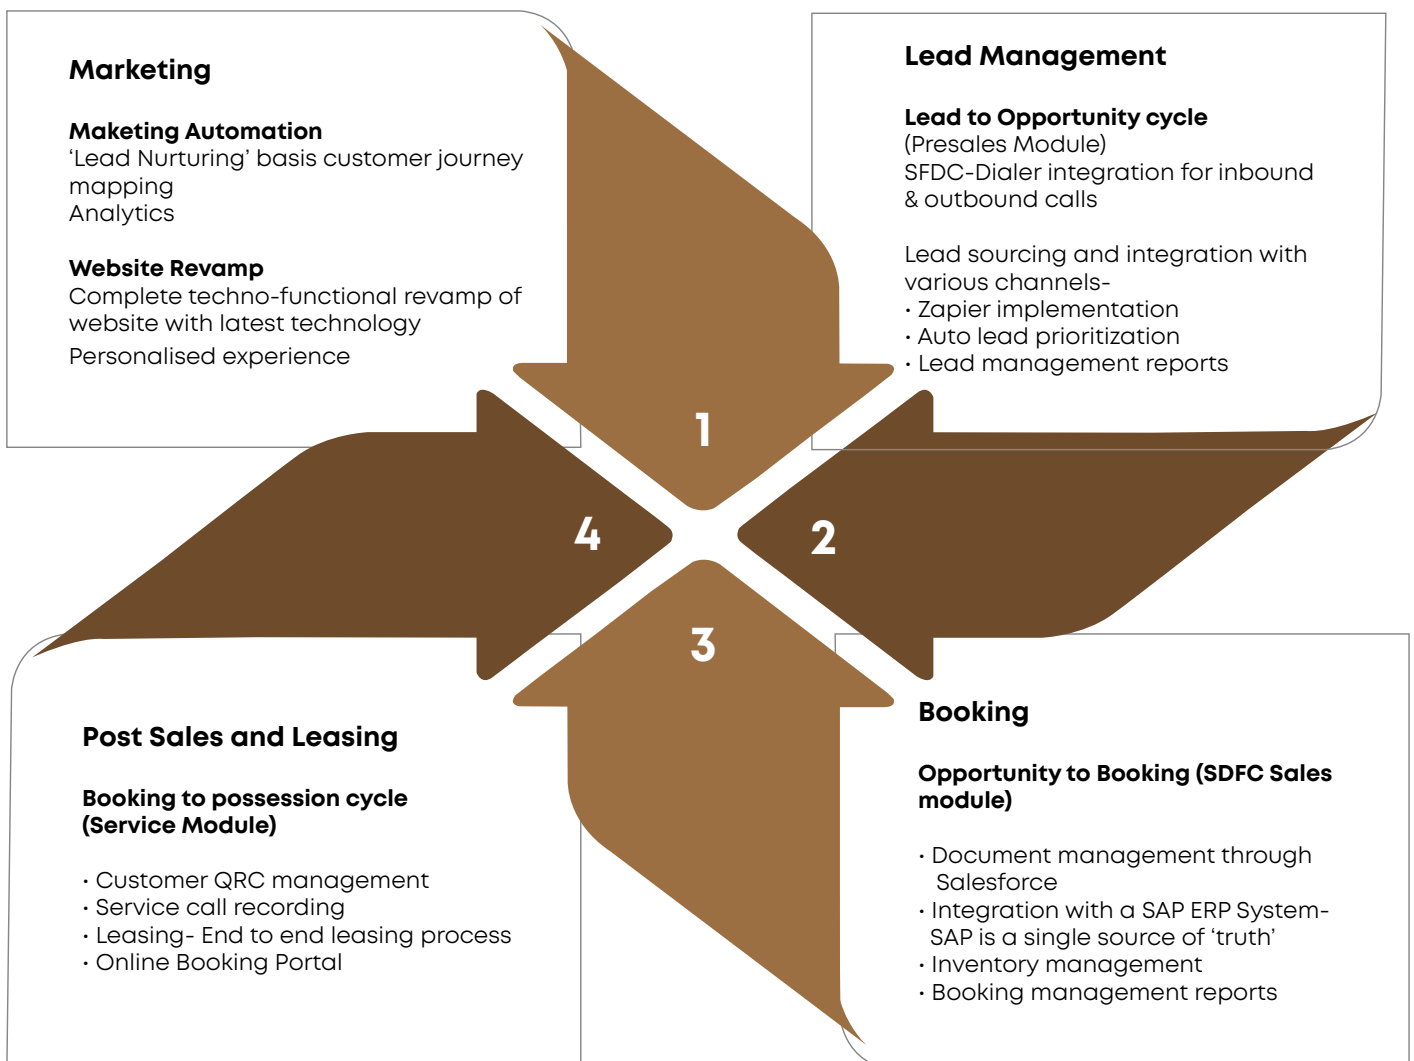 Marketing
Maketing Automation
‘Lead Nurturing’ basis customer journey
mapping
Analytics
Website Revamp
Complete techno-functional revamp of
website with latest technology
Personalised experience
Lead Management
Lead to Opportunity cycle
(Presales Module)
SFDC-Dialer integration for inbound
& outbound calls
Lead sourcing and integration with
various channels-
· Zapier implementation
· Auto lead prioritization
· Lead management reports
1
2
3
4
Booking
Opportunity to Booking (SDFC Sales
module)
· Document management through
Salesforce
· Integration with a SAP ERP System-
SAP is a single source of ‘truth’
· Inventory management
· Booking management reports
Post Sales and Leasing
Booking to possession cycle
(Service Module)
· Customer QRC management
· Service call recording
· Leasing- End to end leasing process
· Online Booking Portal